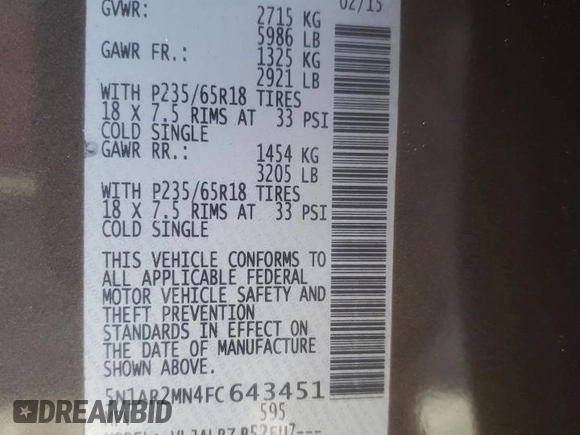 02/15
GVWR: 2715 KG
5986 LB
GAWR FR.: 1325 KG
2921 LB
WITH P235/65R18 TIRES
18 X 7.5 RIMS AT 33 PSI
COLD SINGLE
GAWR RR.: 1454 KG
3205 LB
WITH P235/65R18 TIRES
18 X 7.5 RIMS AT 33 PSI
COLD SINGLE
THIS VEHICLE CONFORMS TO
ALL APPLICABLE FEDERAL
MOTOR VEHICLE SAFETY AND
THEFT PREVENTION
STANDARDS IN EFFECT ON
THE DATE OF MANUFACTURE
SHOWN ABOVE.
5N1AR2MN4FC643451
595
DREAMBID